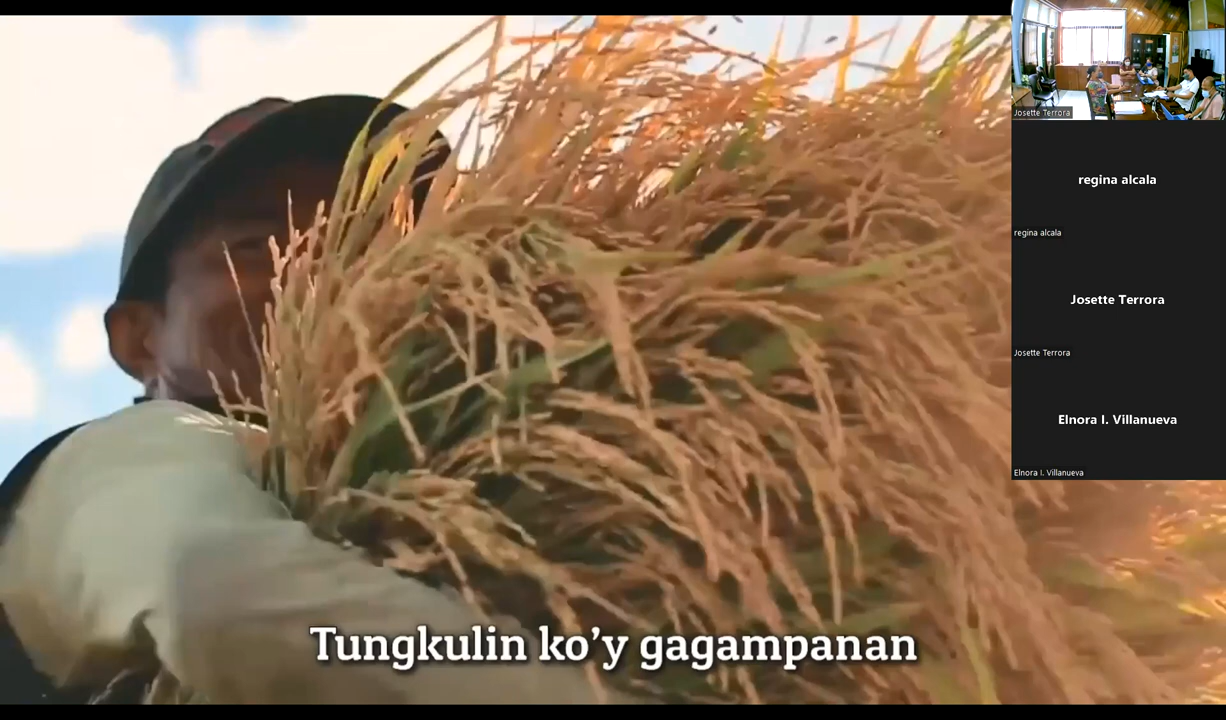 Josette Terrora
regina alcala
regina alcala
Josette Terrora
Josette Terrora
Elnora I. Villanueva
Elnora I. Villanueva
Tungkulin ko’y gagampanan